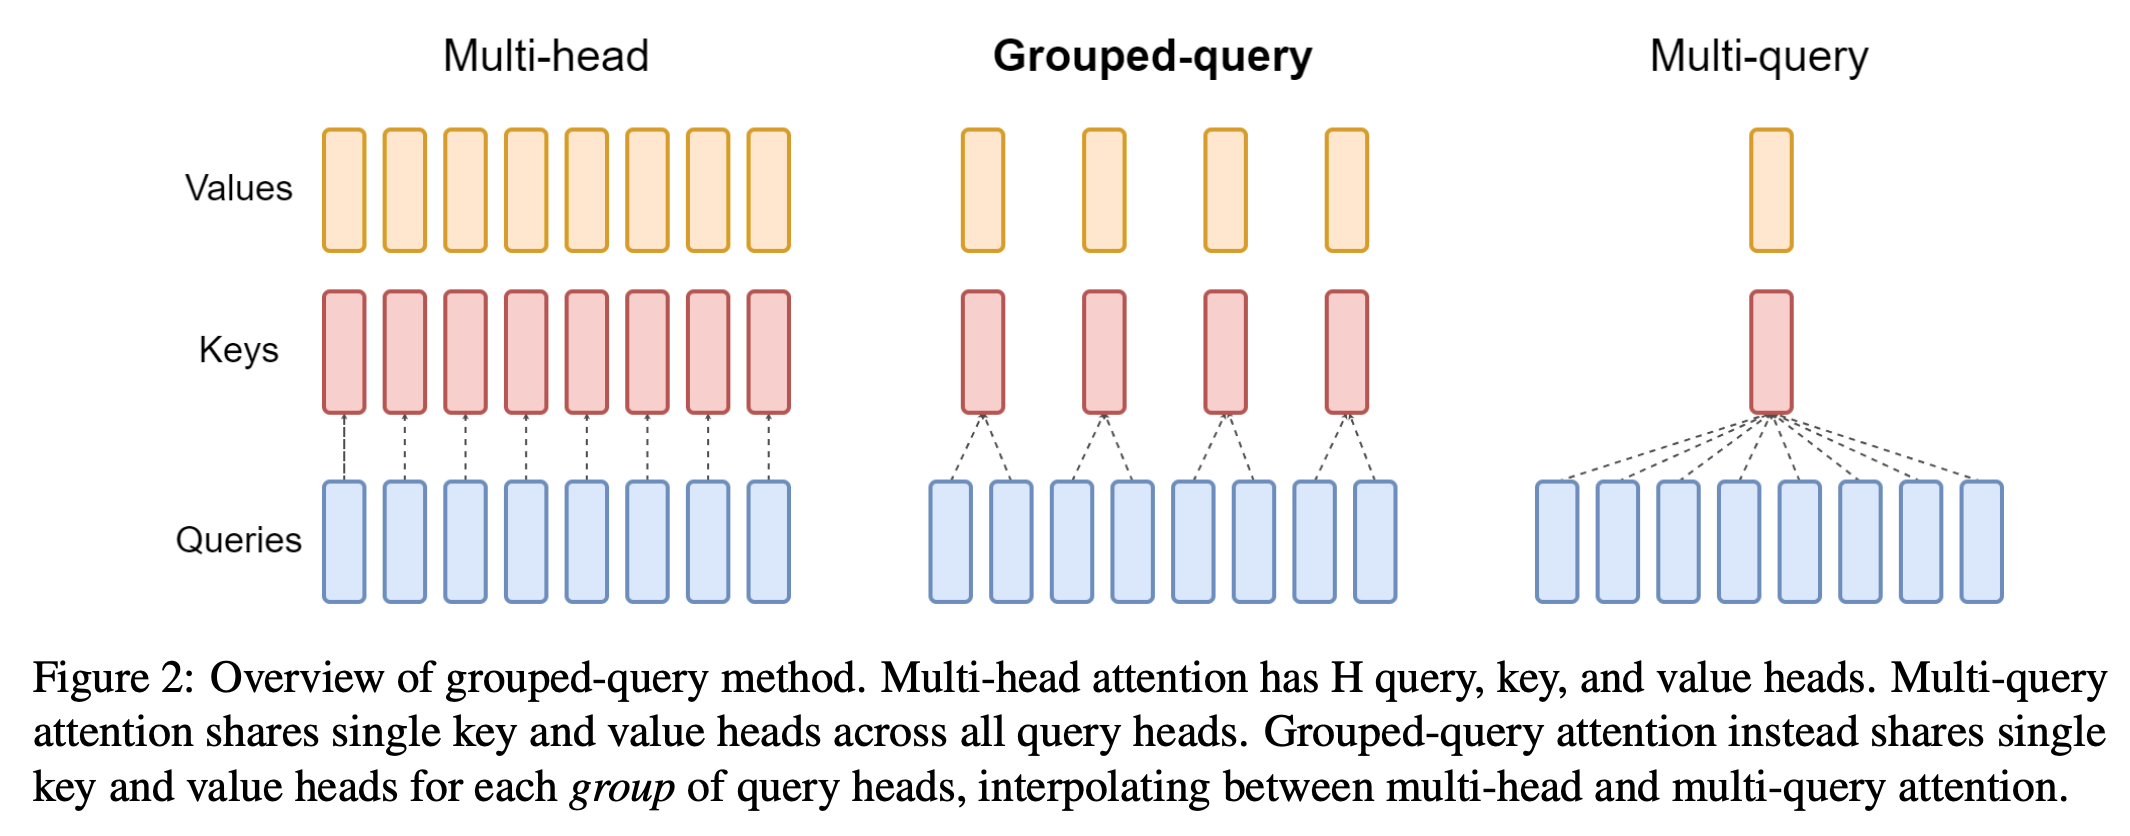 Multi-head Grouped-query Multi-query
Values
Keys
Queries
Figure 2: Overview of grouped-query method. Multi-head attention has H query, key, and value heads. Multi-query
attention shares single key and value heads across all query heads. Grouped-query attention instead shares single
key and value heads for each group of query heads, interpolating between multi-head and multi-query attention.